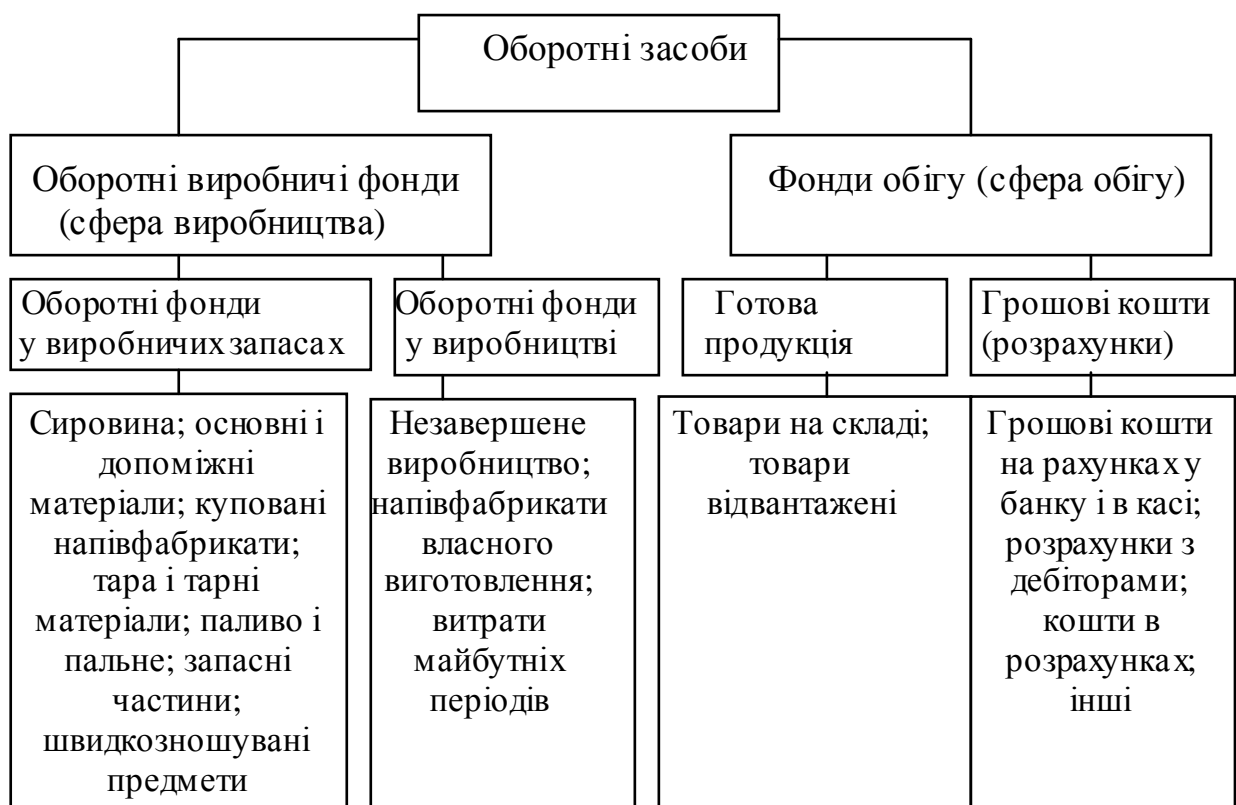 Оборотні засоби
Оборотні виробничі фонди
(сфера виробництва)
Фонди обігу (сфера обігу)
Оборотні фонди
у виробничих запасах
Оборотні фонди
у виробництві
Готова
продукція
Грошові кошти
(розрахунки)
Сировина; основні і
допоміжні
матеріали; куповані
напівфабрикати;
тара і тарні
матеріали; паливо і
пальне; запасні
частини;
швидкозношувані
предмети
Незавершене
виробництво;
напівфабрикати
власного
виготовлення;
витрати
майбутніх
періодів
Товари на складі;
товари
відвантажені
Грошові кошти
на рахунках у
банку і в касі;
розрахунки з
дебіторами;
кошти в
розрахунках;
інші